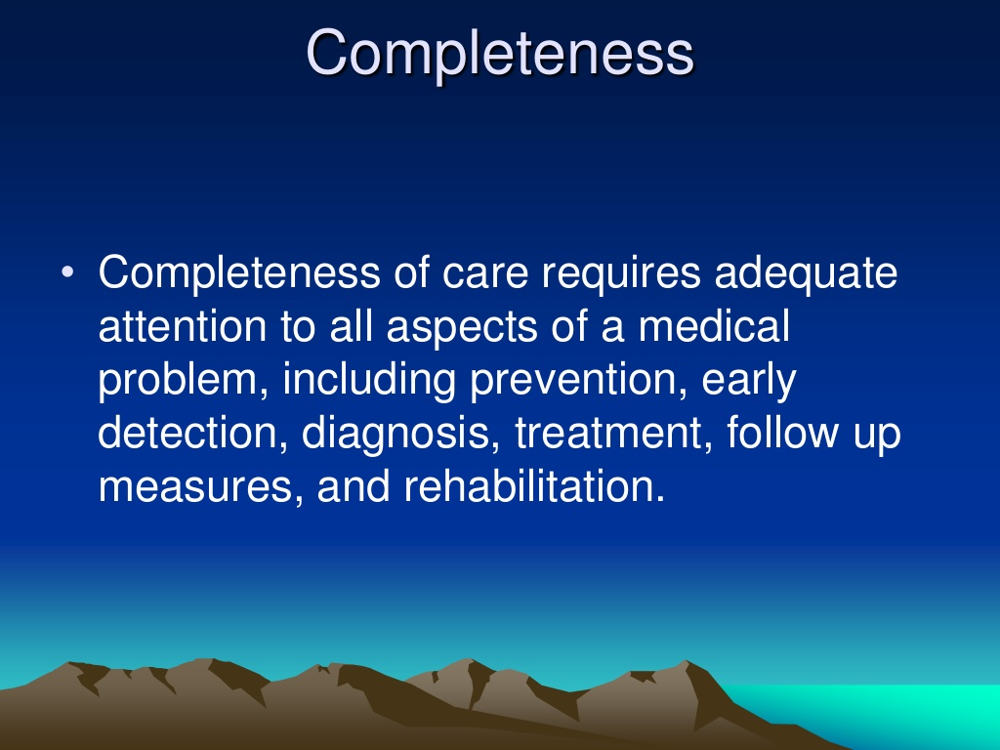 Completeness
• Completeness of care requires adequate
attention to all aspects of a medical
problem, including prevention, early
detection, diagnosis, treatment, follow up
measures, and rehabilitation.